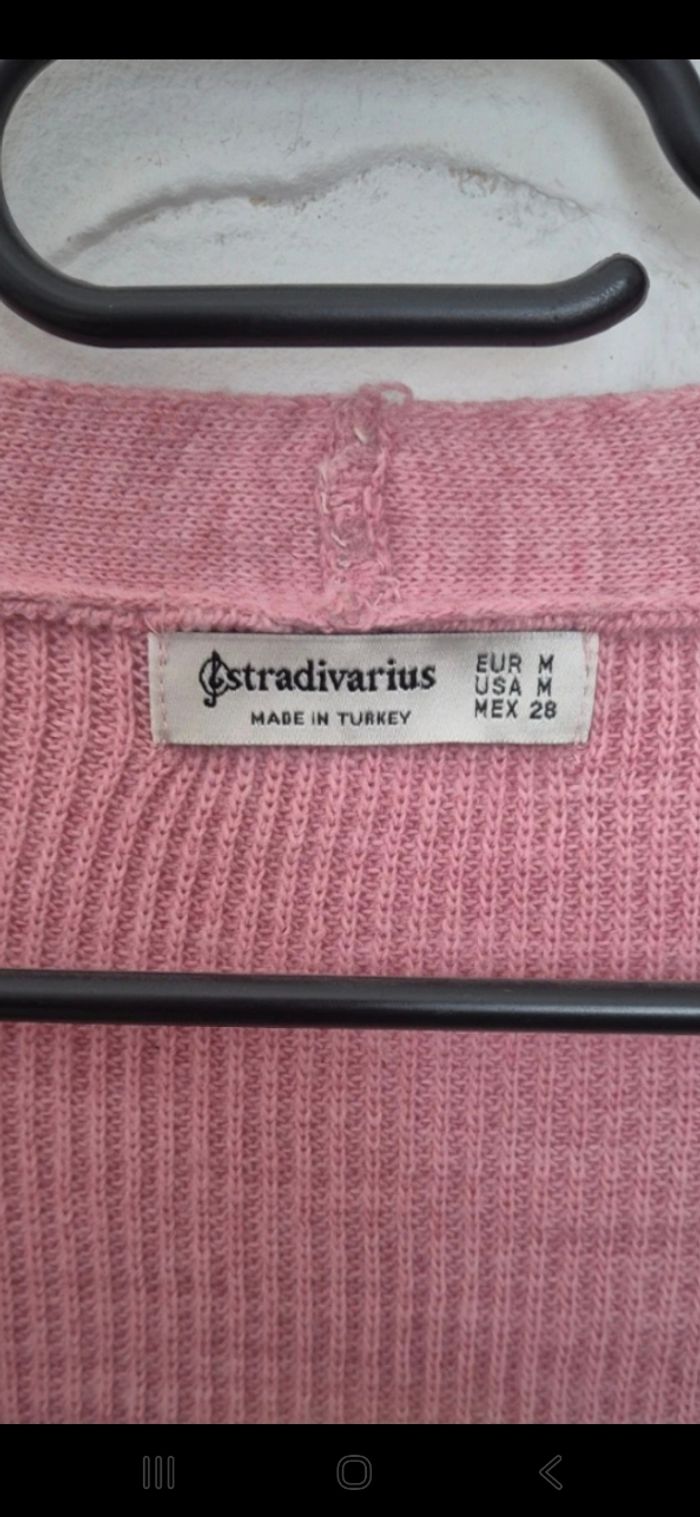 stradivarius
MADE IN TURKEY
EUR M
USA M
MEX 28